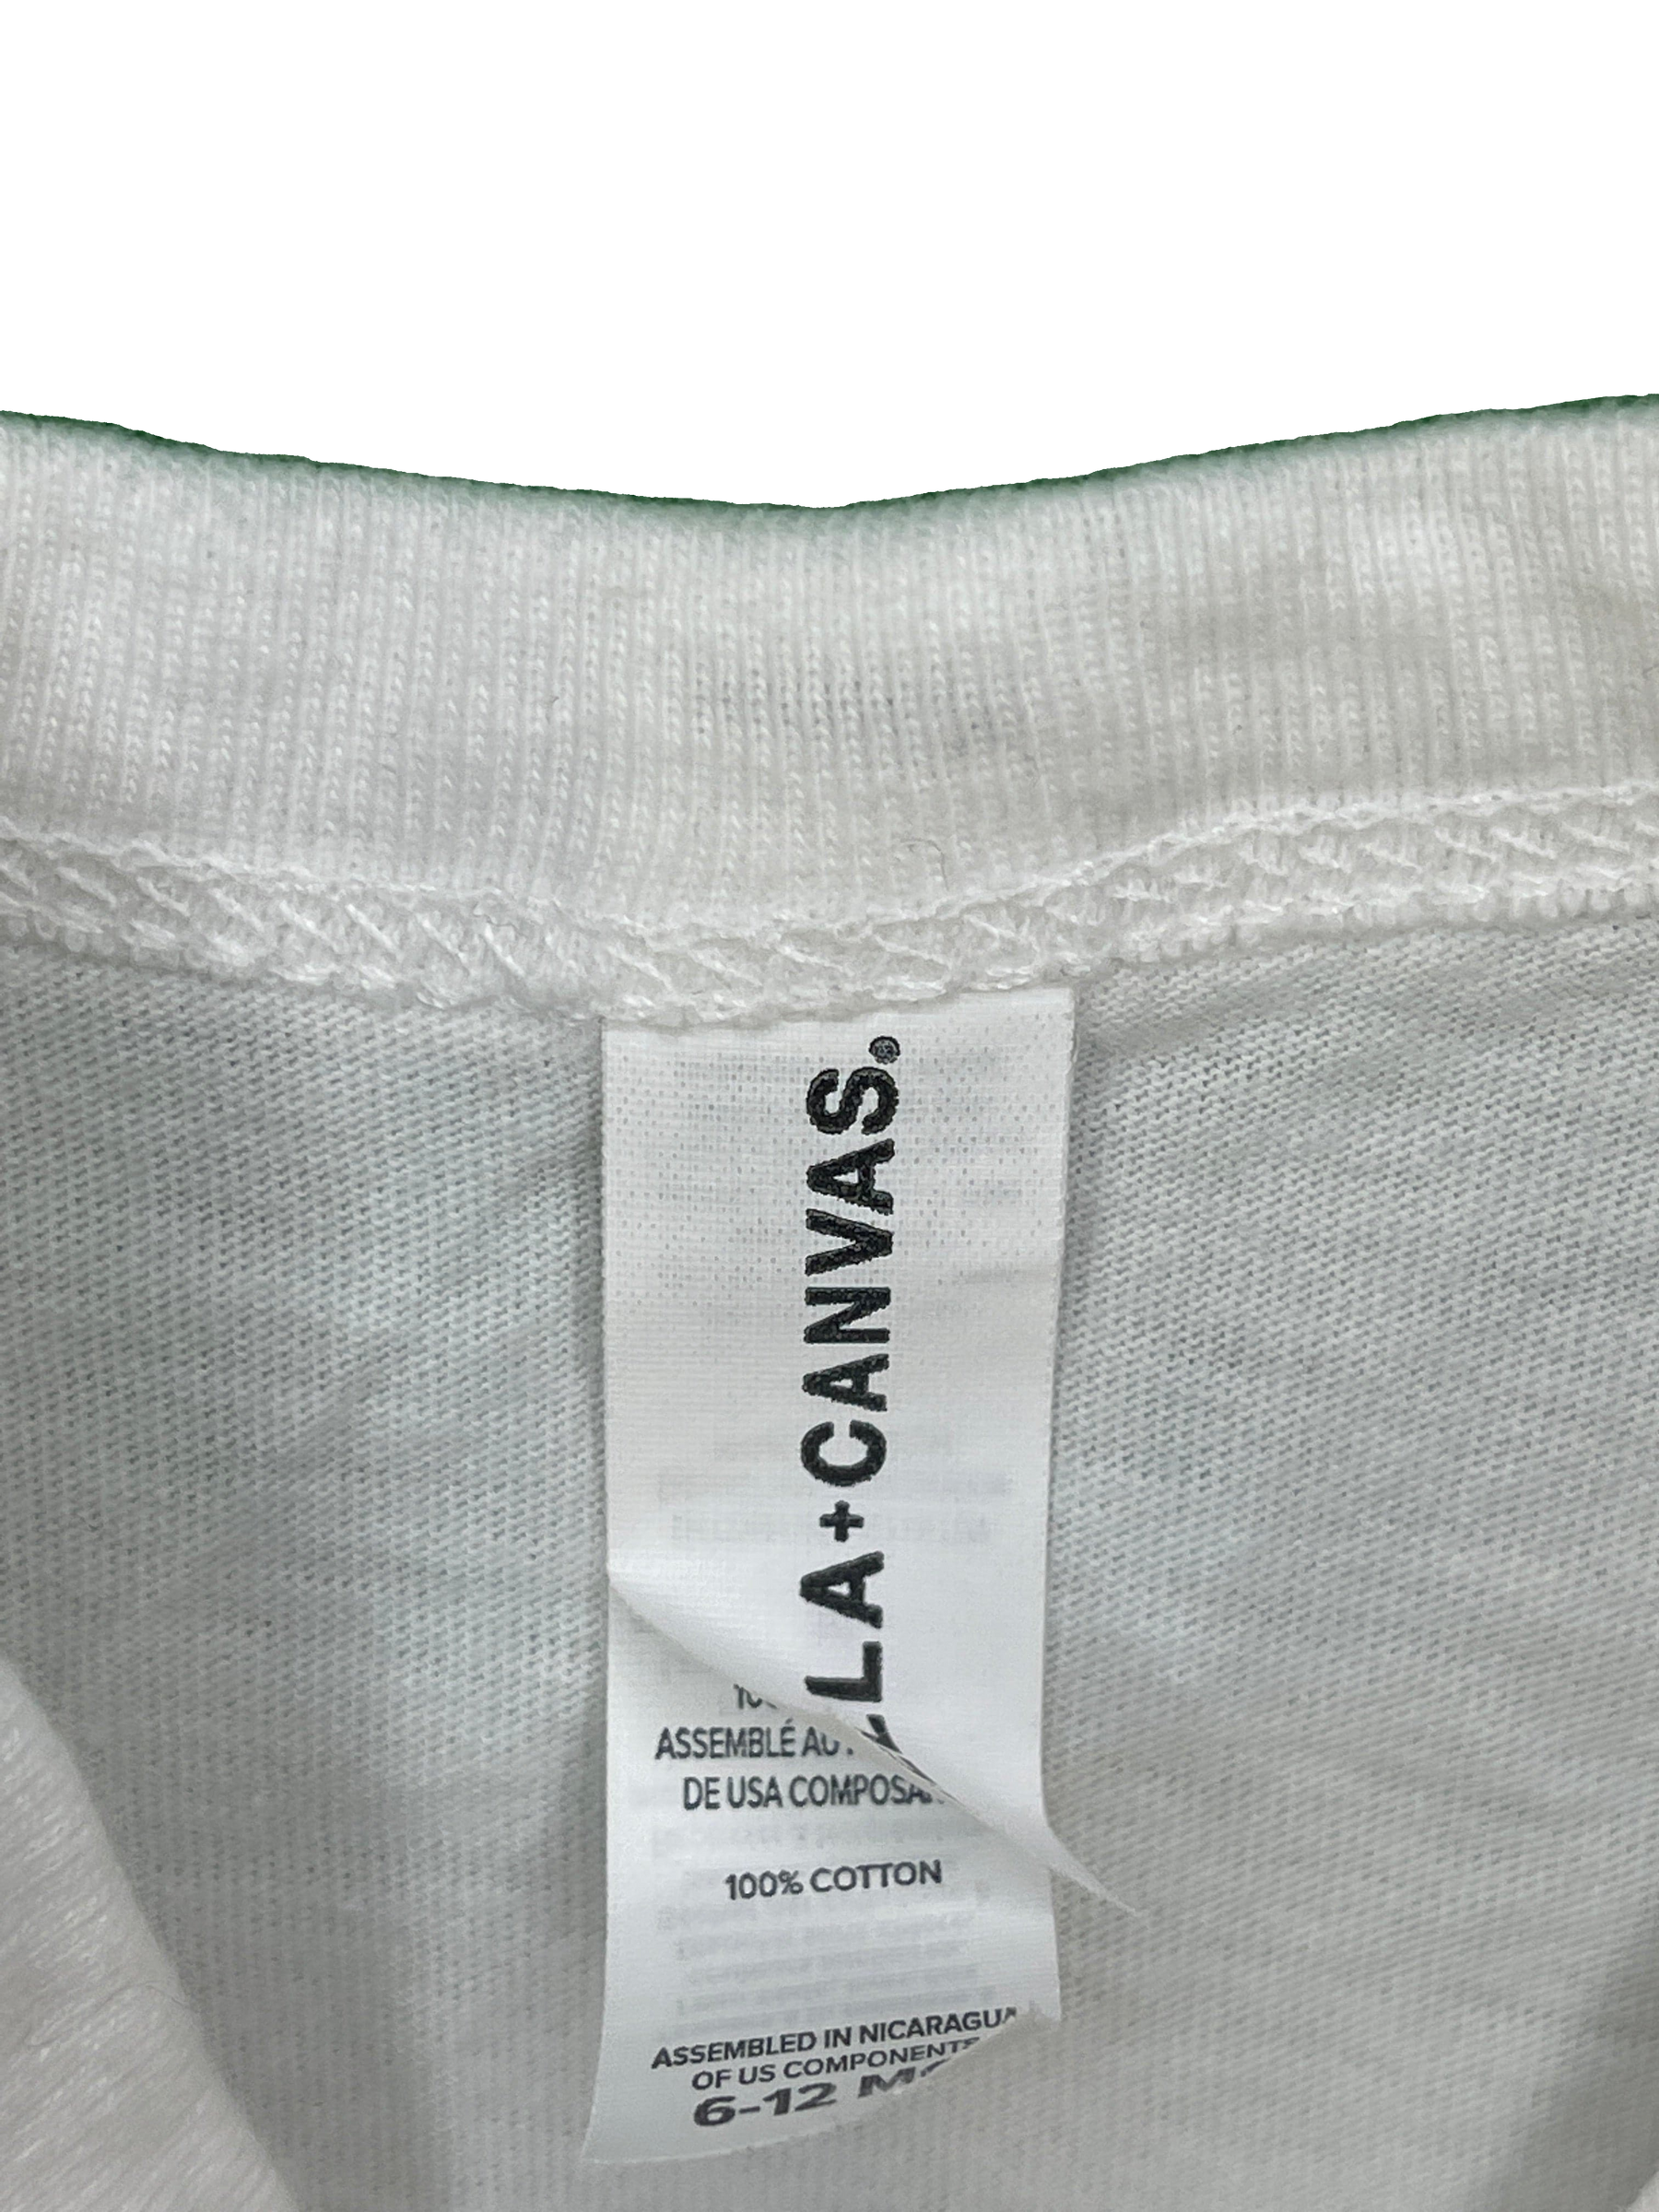 LA+CANVAS.®
ASSEMBLÉ AU
DE USA COMPOSA
100% COTTON
ASSEMBLED IN NICARAGUA
OF US COMPONENTS
6-12 M